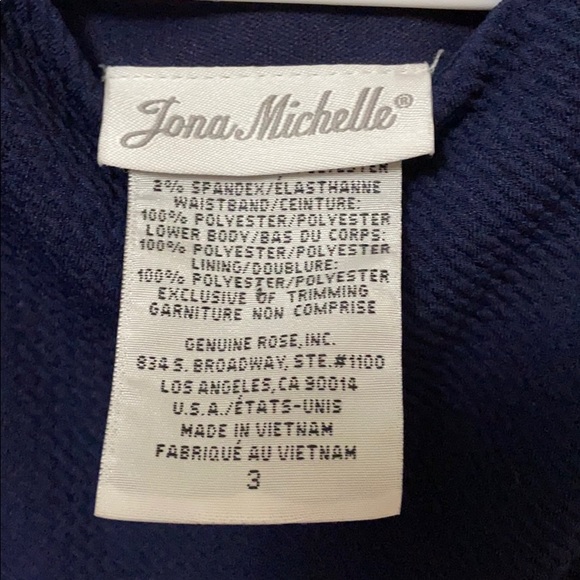 Jona Michelle®
POLYESTER
2% SPANDEX/ÉLASTHANNE
WAISTBAND/CEINTURE:
100% POLYESTER/POLYESTER
LOWER BODY/BAS DU CORPS:
100% POLYESTER/POLYESTER
LINING/DOUBLURE:
100% POLYESTER/POLYESTER
EXCLUSIVE OF TRIMMING
GARNITURE NON COMPRISE
GENUINE ROSE, INC.
834 S. BROADWAY, STE.#1100
LOS ANGELES, CA 90014
U.S.A./ÉTATS-UNIS
MADE IN VIETNAM
FABRIQUÉ AU VIETNAM
3